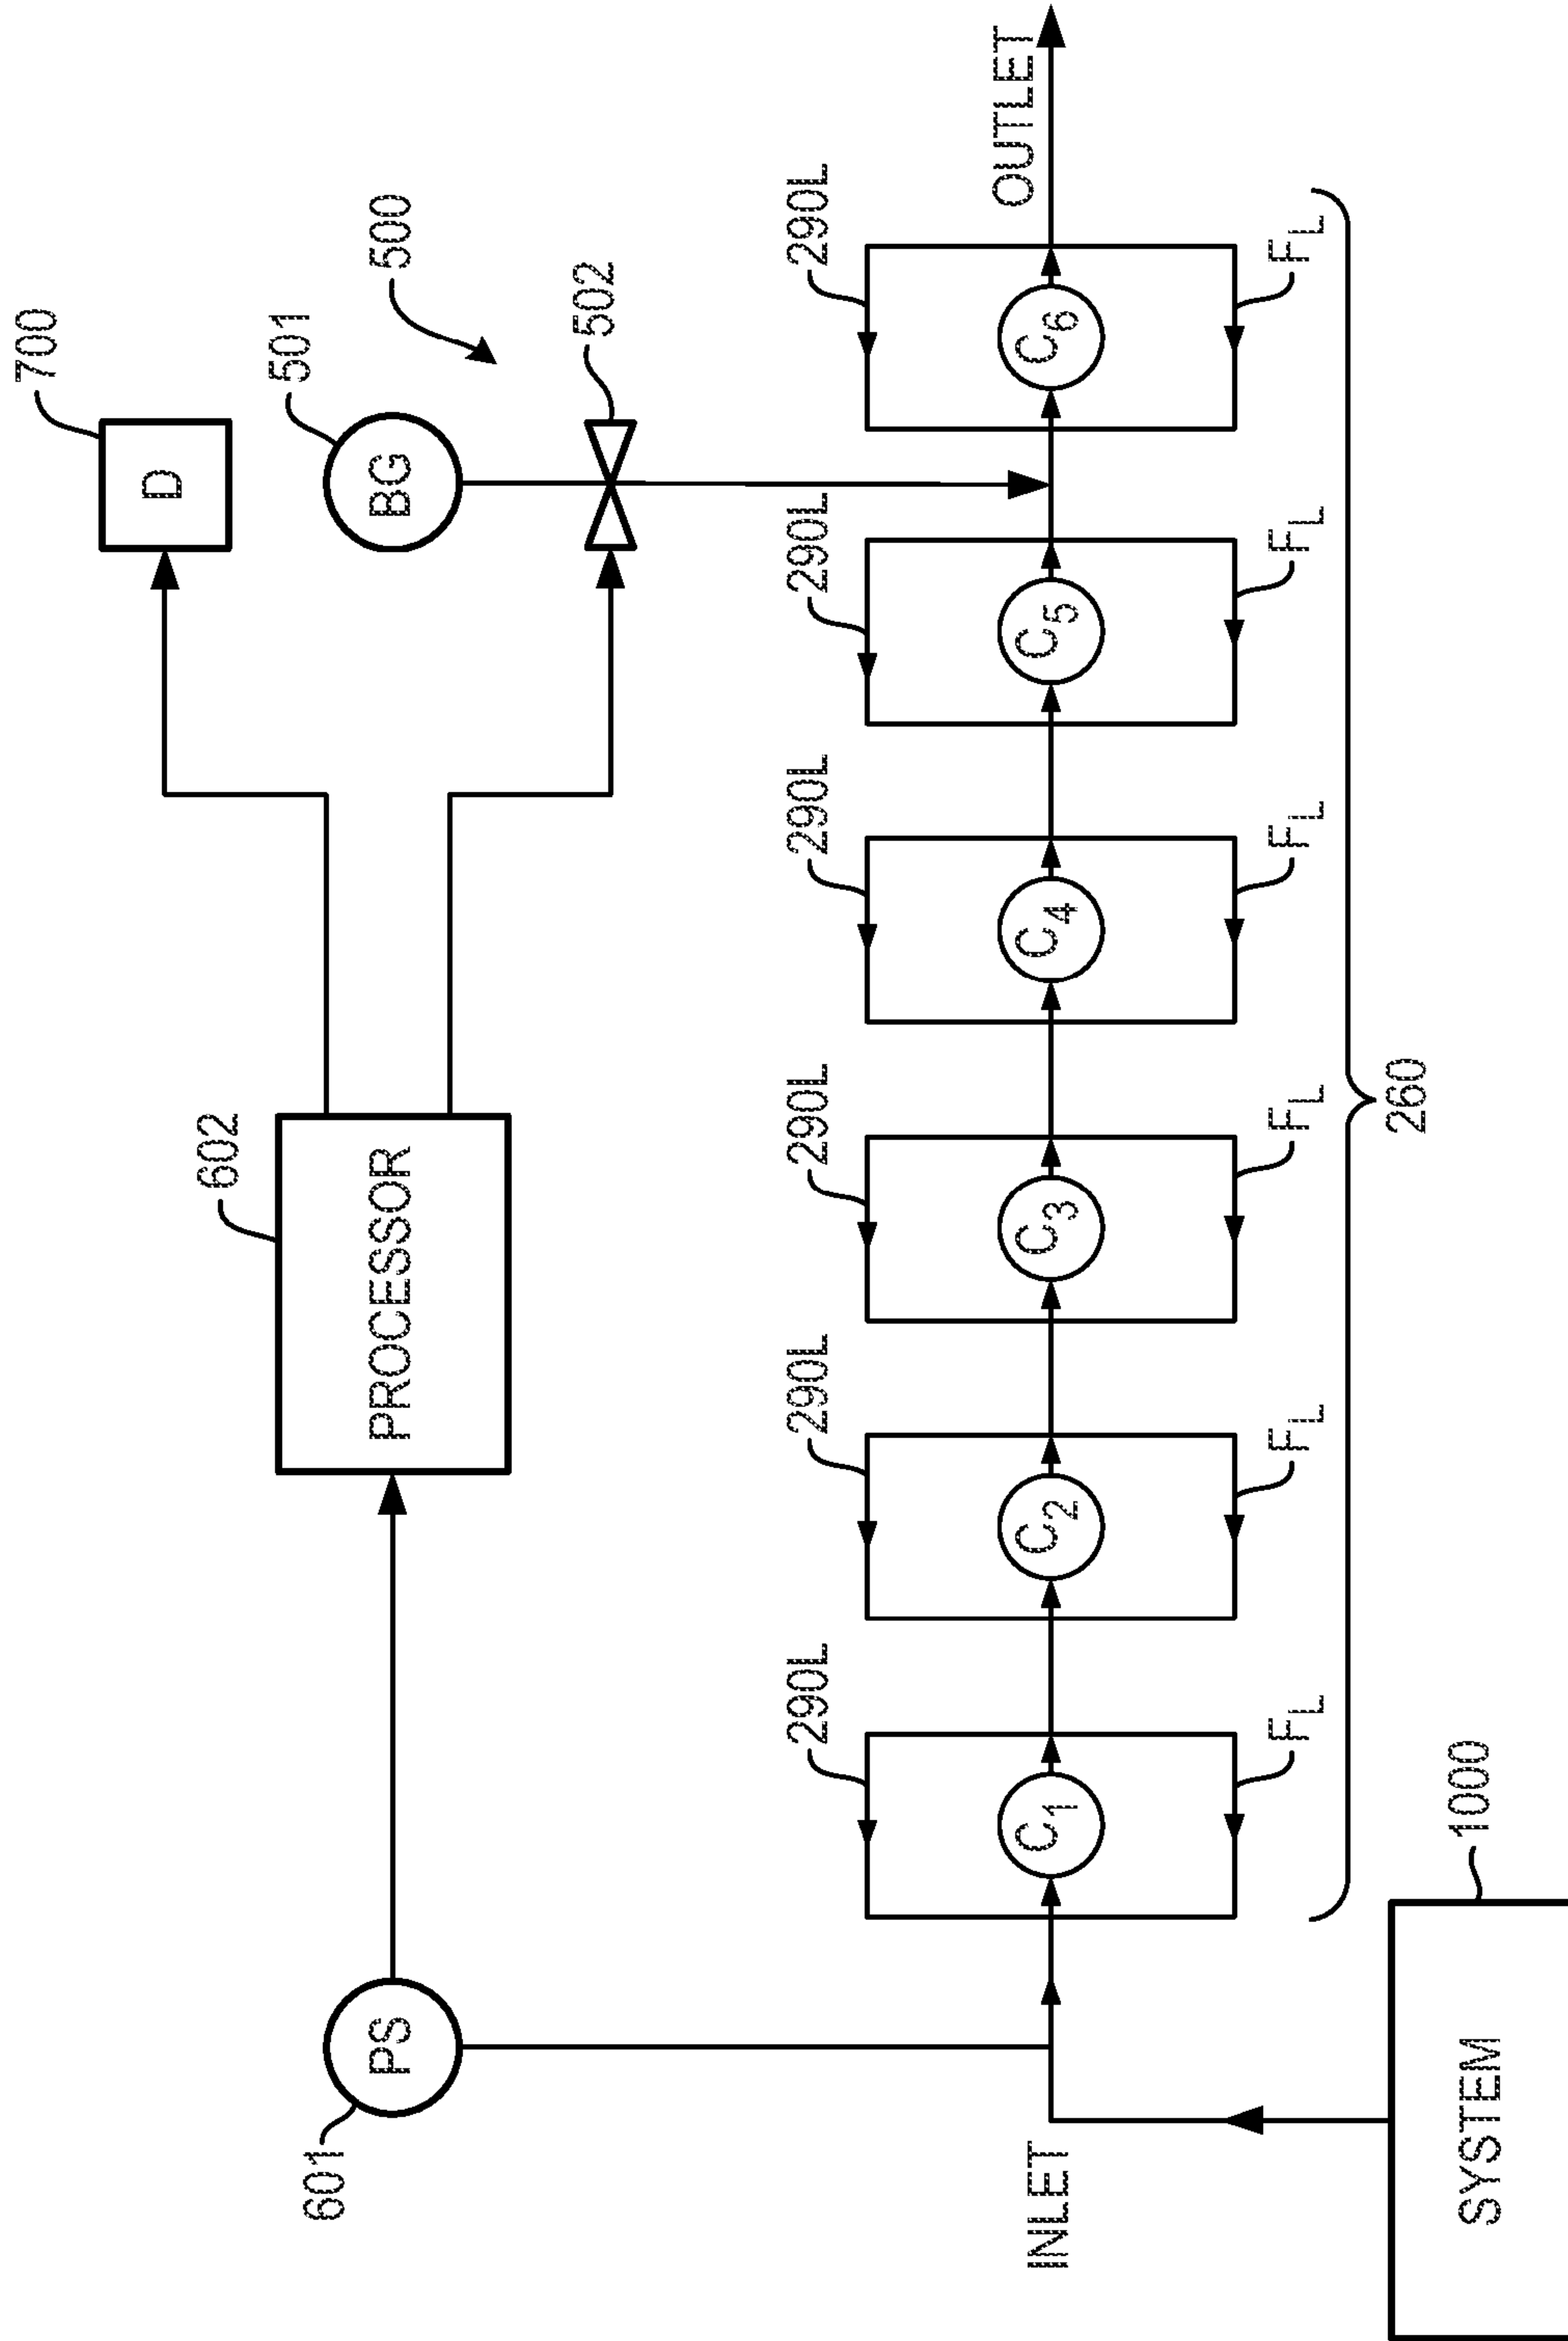 700
D
501
BG
500
502
602
PROCESSOR
PS
601
290L
290L
290L
290L
290L
290L
INLET
C1
C2
C3
C4
C5
C6
OUTLET
FL
FL
FL
FL
FL
FL
260
1000
SYSTEM